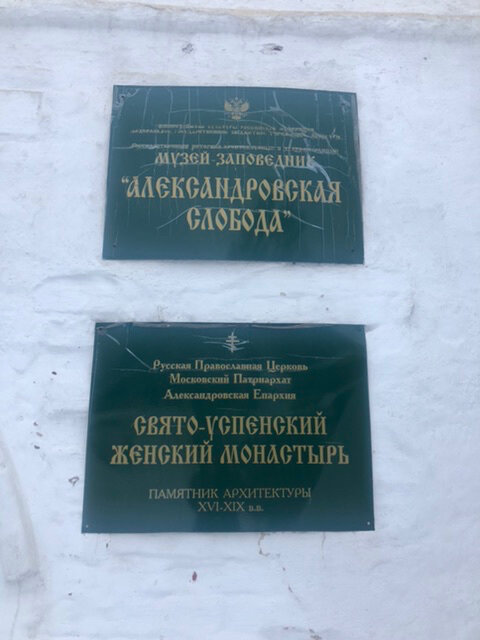 МУЗЕЙ-ЗАПОВЕДНИК
"АЛЕКСАНДРОВСКАЯ
СЛОБОДА"
Русская Православная Церковь
Московский Патриархат
Александровская Епархия
СВЯТО-УСПЕНСКИЙ
ЖЕНСКИЙ МОНАСТЫРЬ
ПАМЯТНИК АРХИТЕКТУРЫ
XVI-XIX в.в.